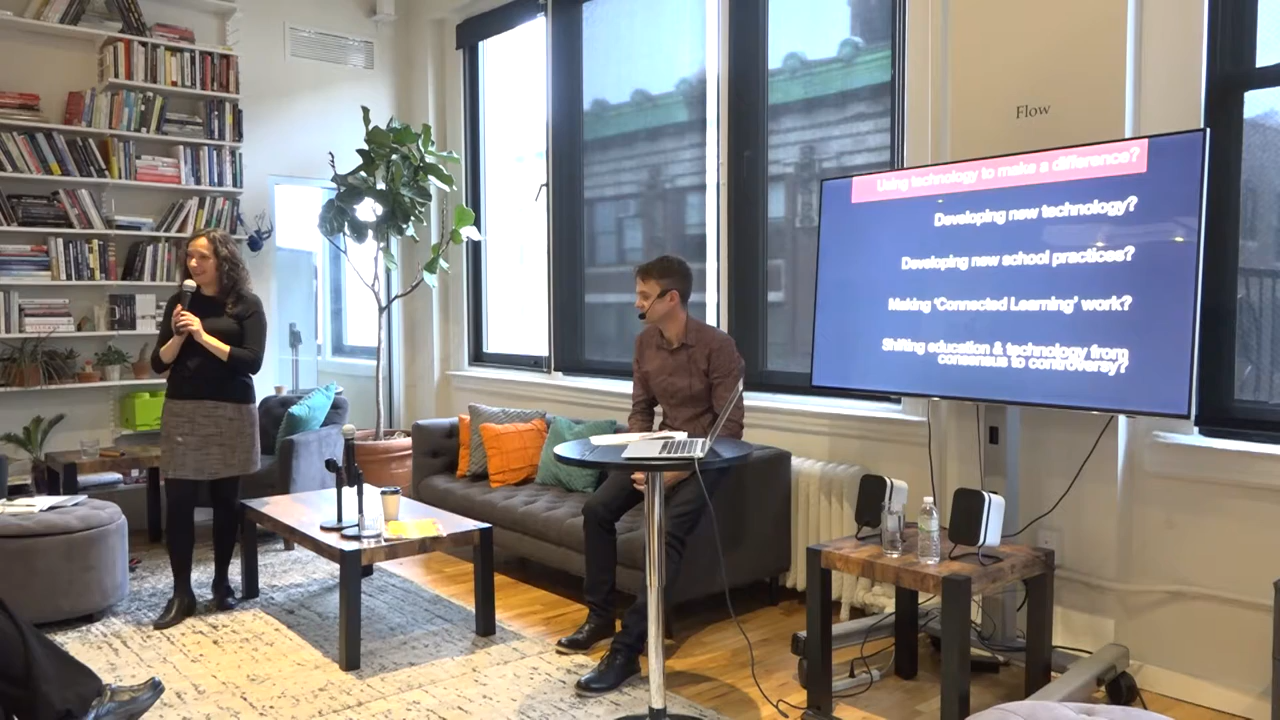 Flow
Using technology to make a difference?
Developing new technology?
Developing new school practices?
Making ‘Connected Learning’ work?
Shifting education & technology from
consensus to controversy?